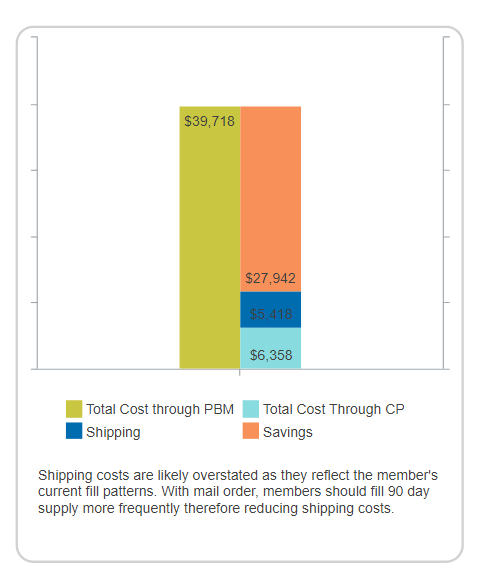 $39,718
$27,942
$5,418
$6,358
Total Cost through PBM Total Cost Through CP
Shipping Savings
Shipping costs are likely overstated as they reflect the member's
current fill patterns. With mail order, members should fill 90 day
supply more frequently therefore reducing shipping costs.